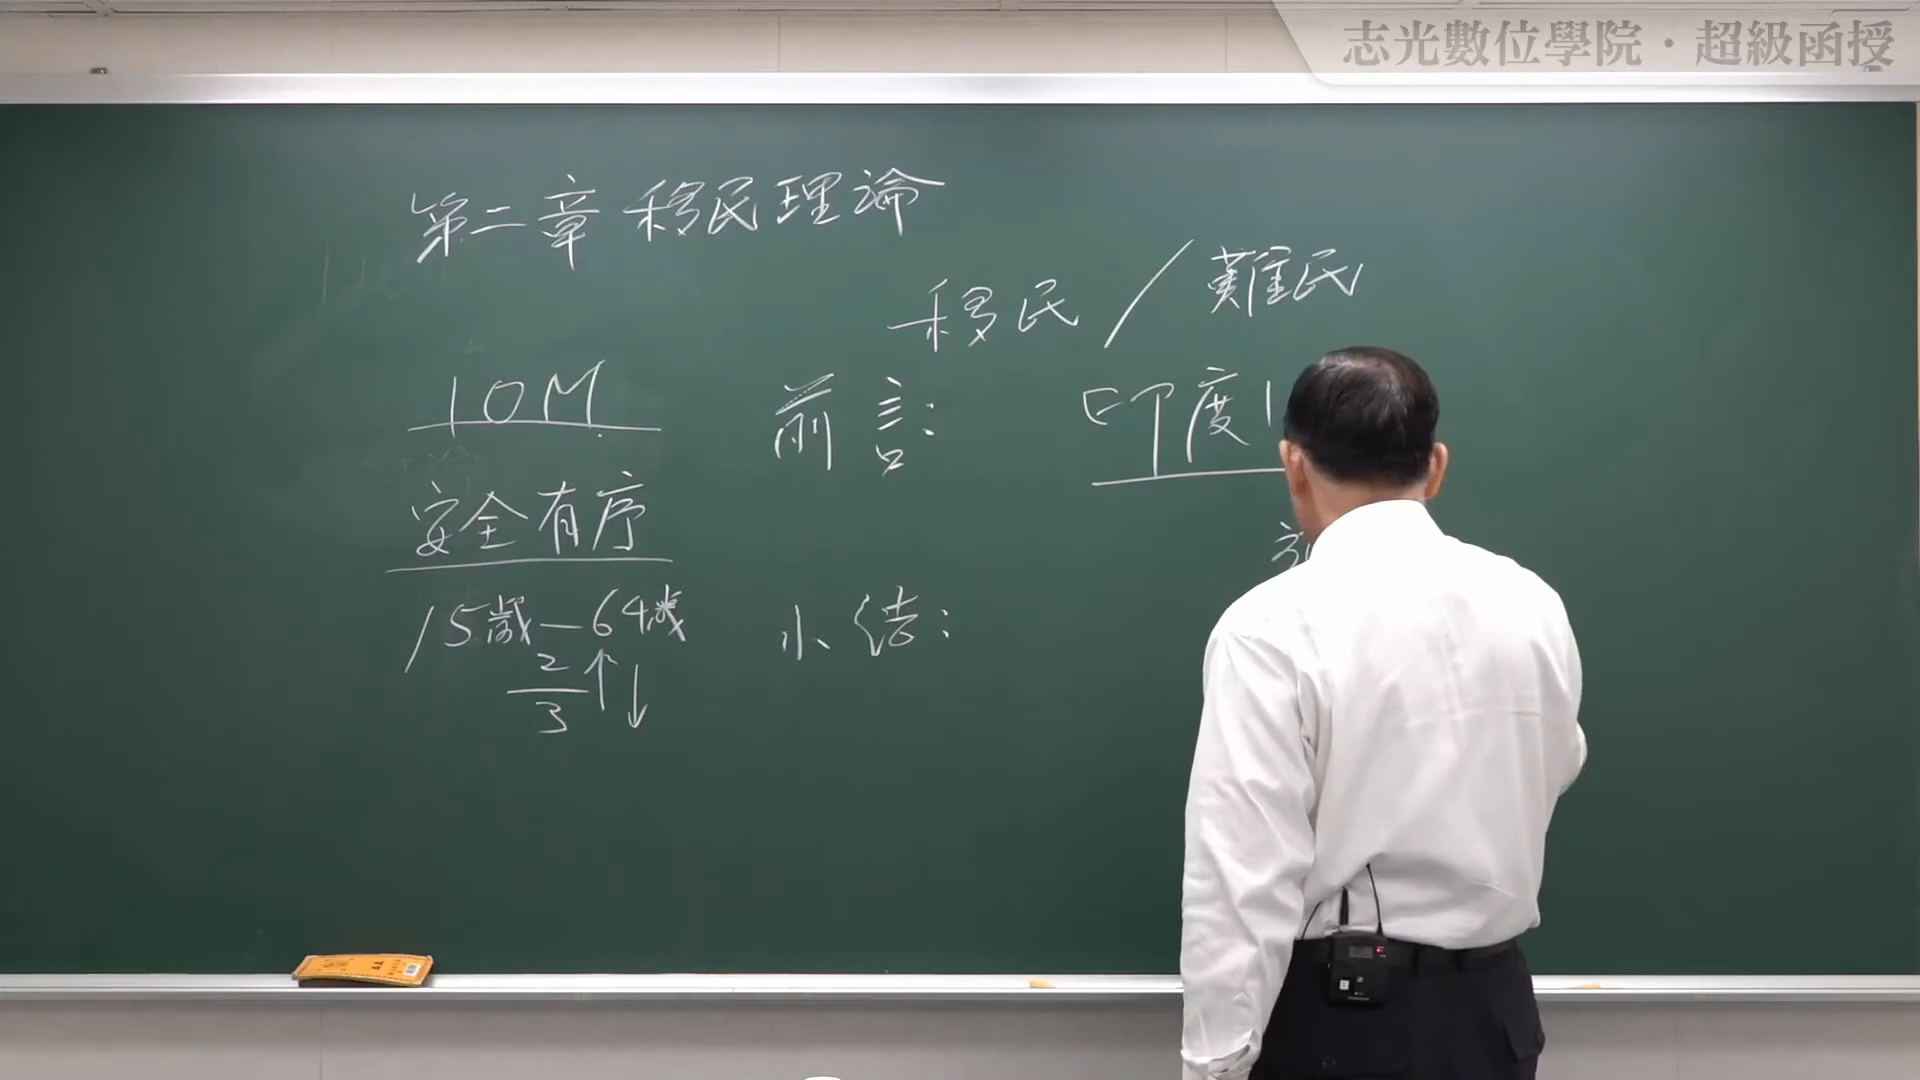 志光數位學院・超級函授
第二章 移民理論
移民/難民
IOM
前言:
印度
安全有序
15歲—64歲
2
3
↑↓
小結: